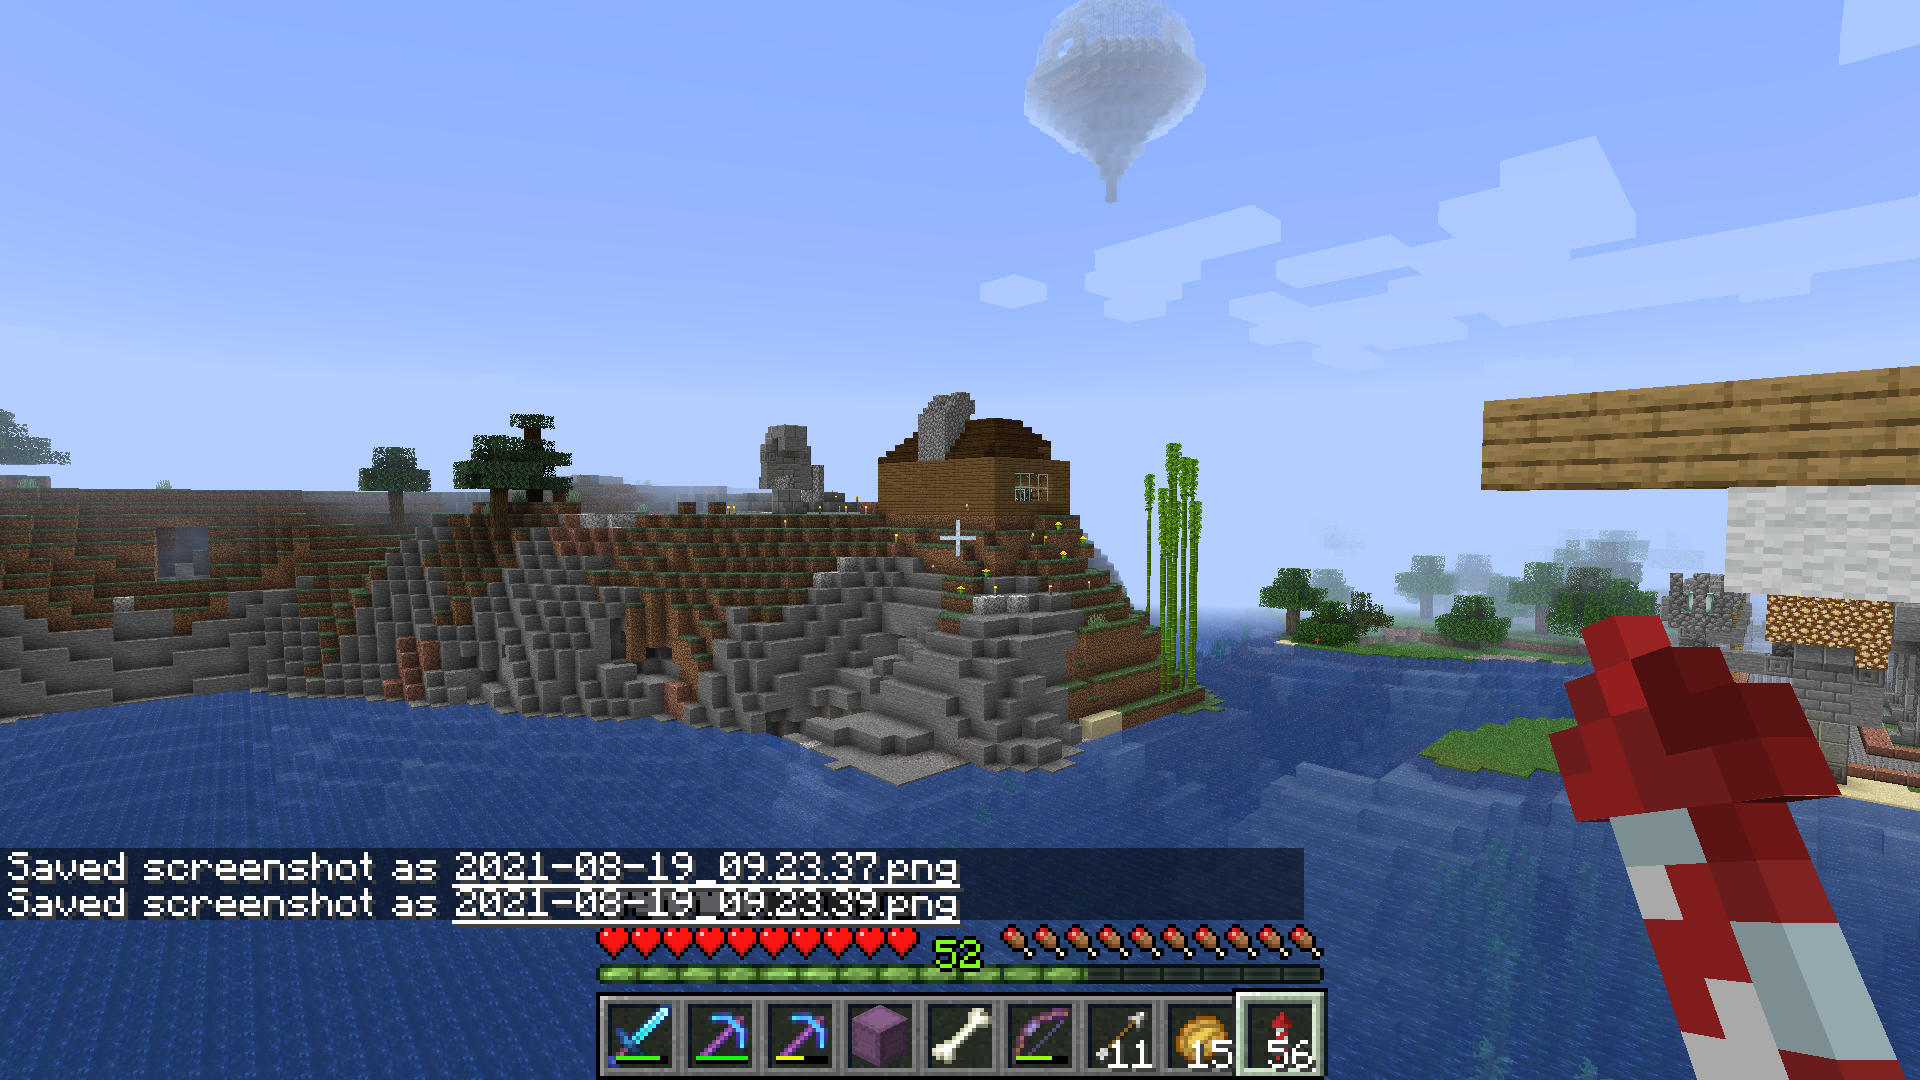 Saved screenshot as 2021-08-19_09.23.37.png
Saved screenshot as 2021-08-19_09.23.39.png
52
11 15 56